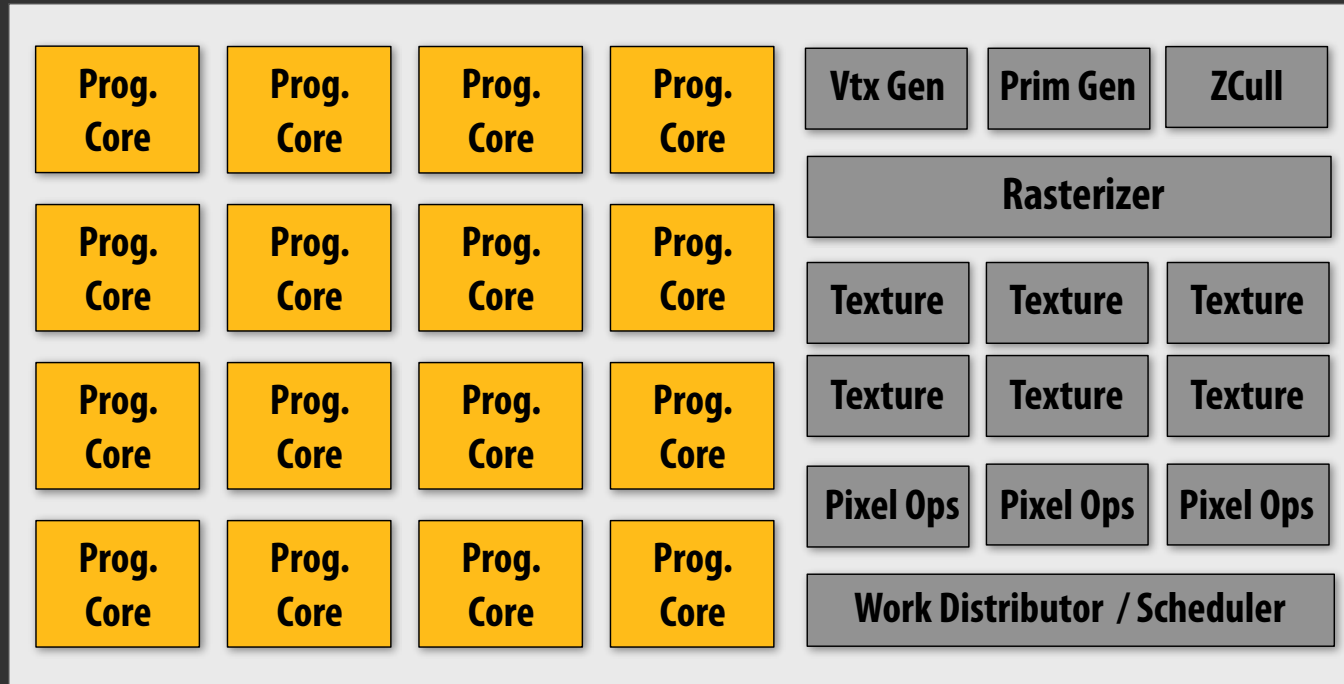 Prog.
Core
Prog.
Core
Prog.
Core
Prog.
Core
Prog.
Core
Prog.
Core
Prog.
Core
Prog.
Core
Prog.
Core
Prog.
Core
Prog.
Core
Prog.
Core
Prog.
Core
Prog.
Core
Prog.
Core
Prog.
Core
Vtx Gen
Prim Gen
ZCull
Rasterizer
Texture
Texture
Texture
Texture
Texture
Texture
Pixel Ops
Pixel Ops
Pixel Ops
Work Distributor / Scheduler